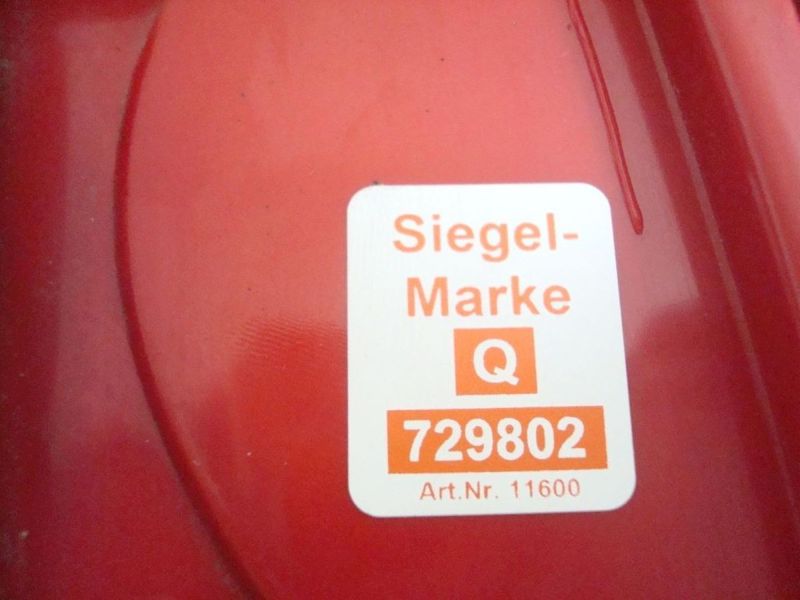 Siegel-
Marke
Q
729802
Art.Nr. 11600